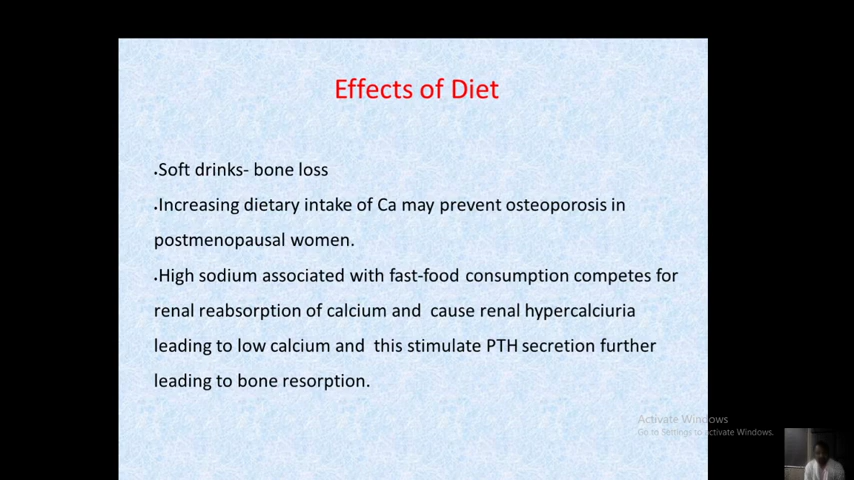 Effects of Diet
.Soft drinks- bone loss
.Increasing dietary intake of Ca may prevent osteoporosis in
postmenopausal women.
.High sodium associated with fast-food consumption competes for
renal reabsorption of calcium and cause renal hypercalciuria
leading to low calcium and this stimulate PTH secretion further
leading to bone resorption.
Activate Windows
Go to Settings to activate Windows.